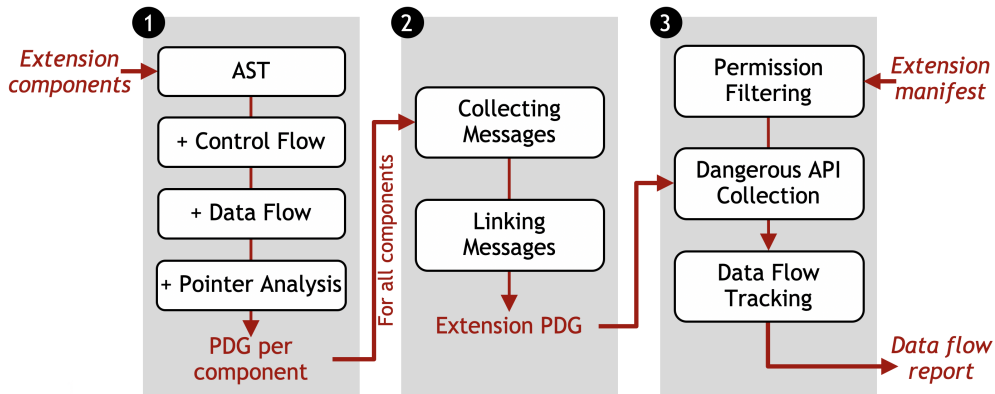 1
Extension
components
AST
+ Control Flow
+ Data Flow
+ Pointer Analysis
PDG per
component
For all components
2
Collecting
Messages
Linking
Messages
Extension PDG
3
Permission
Filtering
Extension
manifest
Dangerous API
Collection
Data Flow
Tracking
Data flow
report